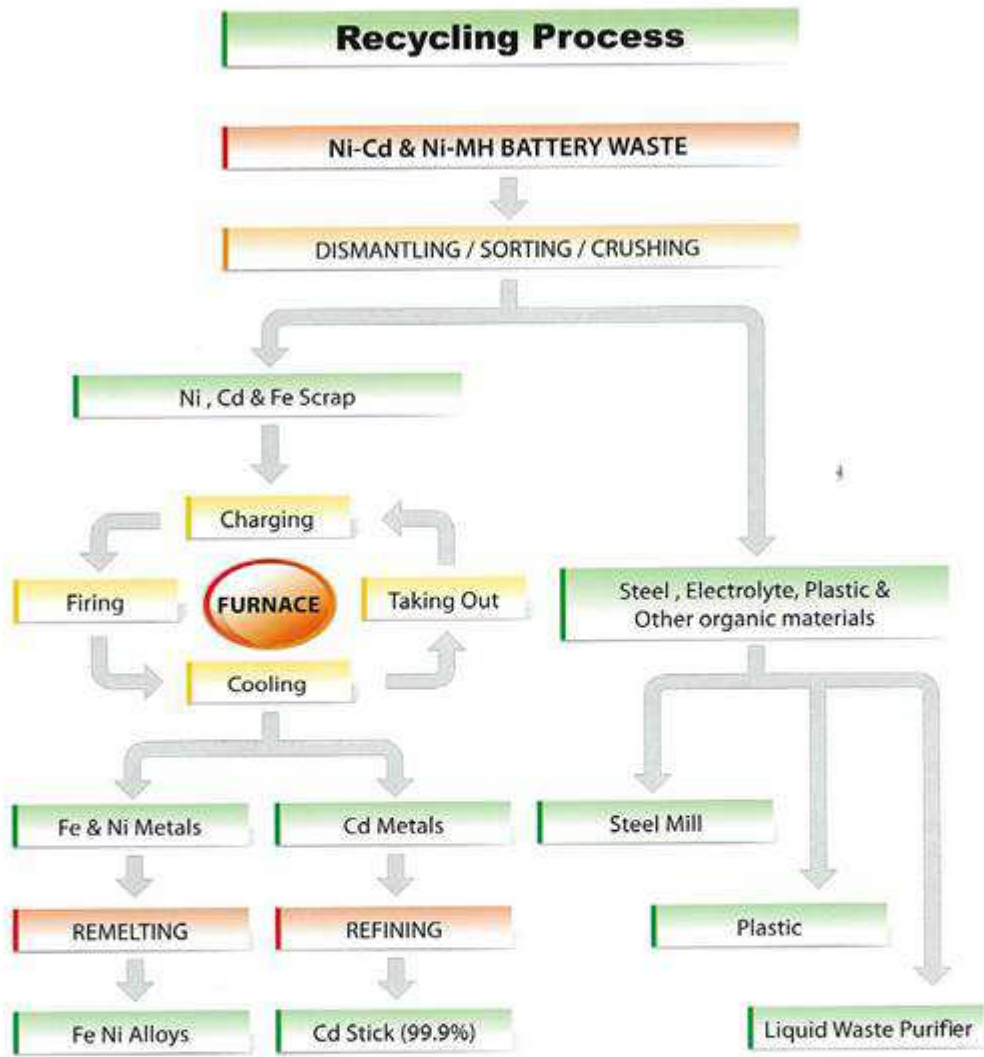 Recycling Process
Ni-Cd & Ni-MH BATTERY WASTE
DISMANTLING / SORTING / CRUSHING
Ni , Cd & Fe Scrap
Charging
Firing
FURNACE
Taking Out
Cooling
Steel , Electrolyte, Plastic &
Other organic materials
Fe & Ni Metals
Cd Metals
Steel Mill
REMELTING
REFINING
Plastic
Fe Ni Alloys
Cd Stick (99.9%)
Liquid Waste Purifier